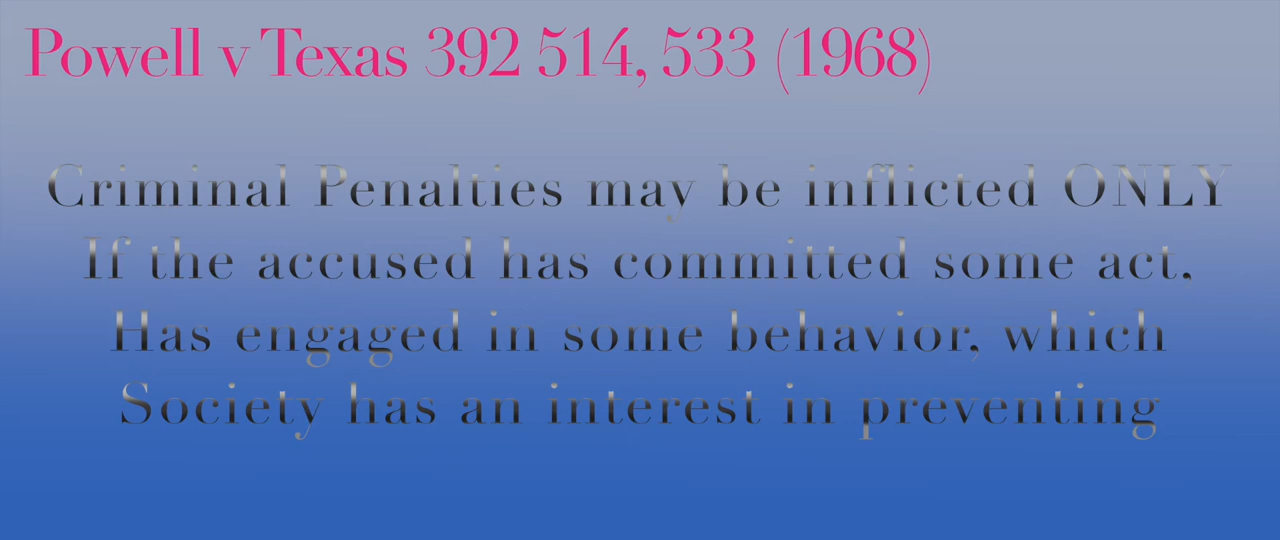 Powell v Texas 392 514, 533 (1968)
Criminal Penalties may be inflicted ONLY
If the accused has committed some act,
Has engaged in some behavior, which
Society has an interest in preventing